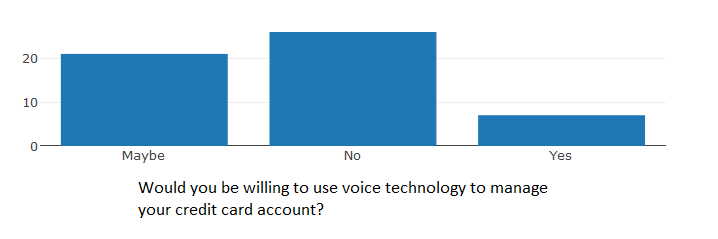 20
10
0
Maybe No Yes
Would you be willing to use voice technology to manage
your credit card account?